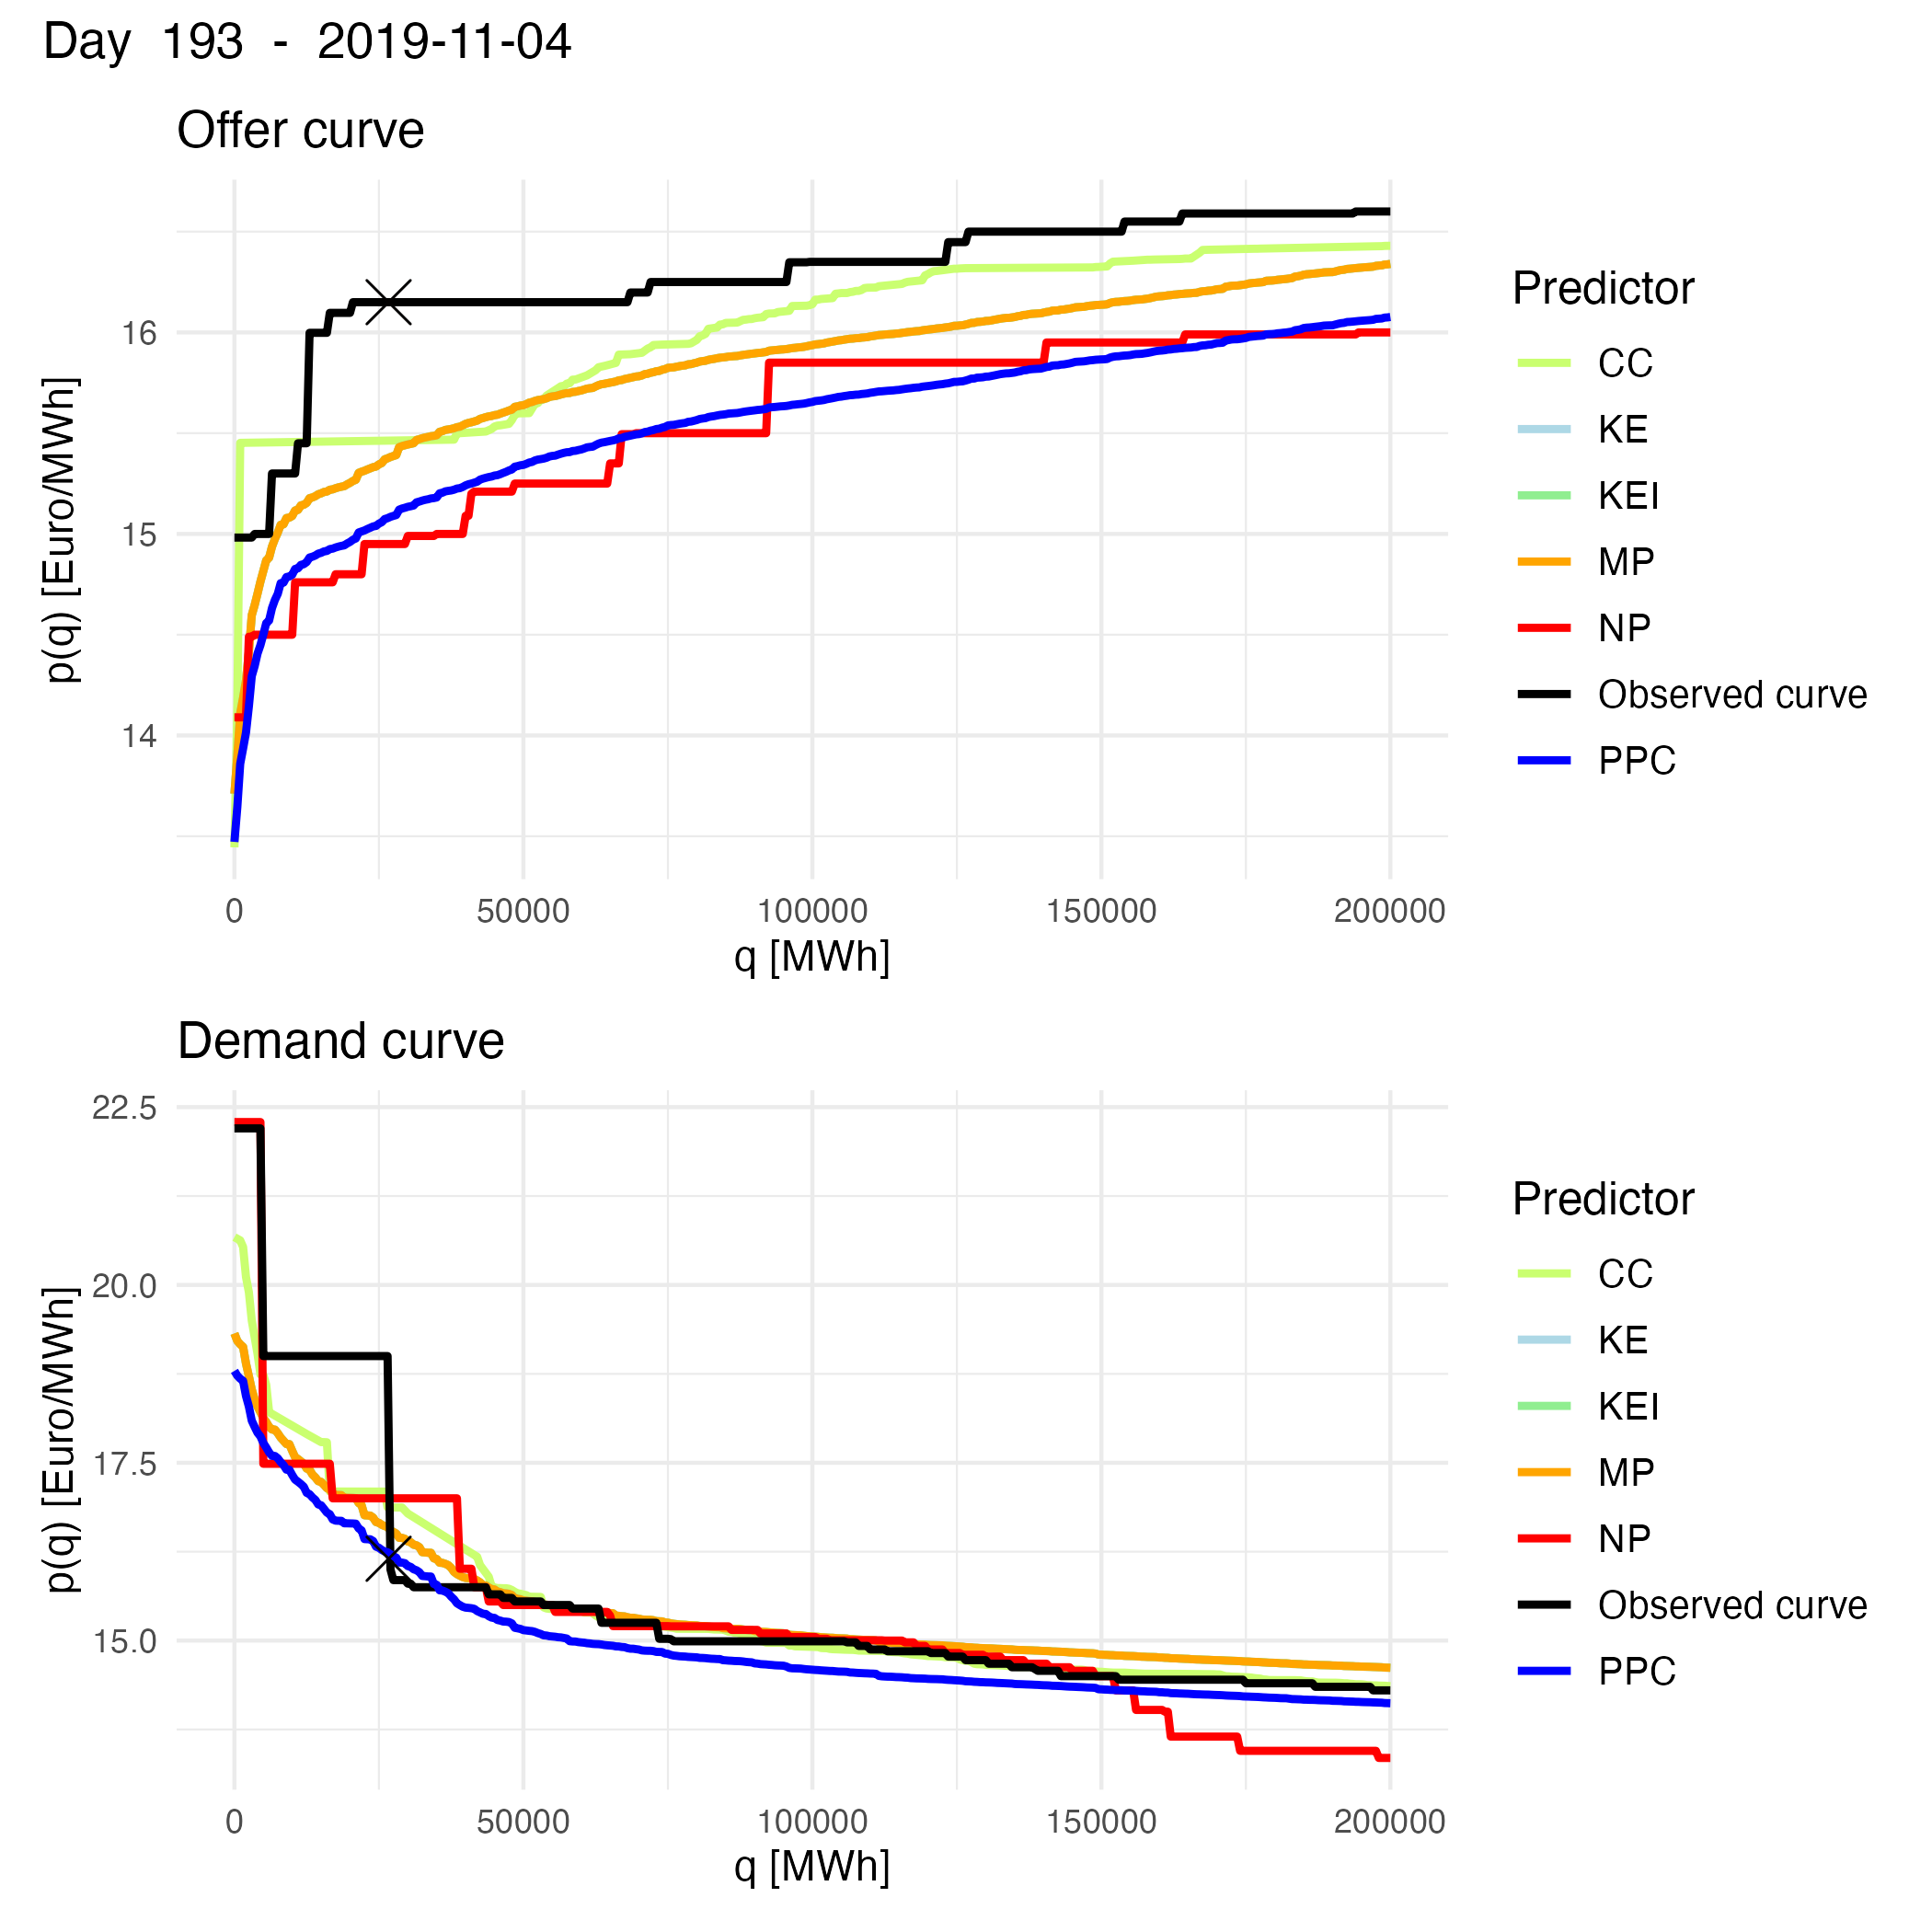 Day 193 - 2019-11-04
Offer curve
p(q) [Euro/MWh]
16
15
14
0 50000 100000 150000 200000
q [MWh]
Predictor
CC
KE
KEI
MP
NP
Observed curve
PPC
Demand curve
p(q) [Euro/MWh]
22.5
20.0
17.5
15.0
0 50000 100000 150000 200000
q [MWh]
Predictor
CC
KE
KEI
MP
NP
Observed curve
PPC